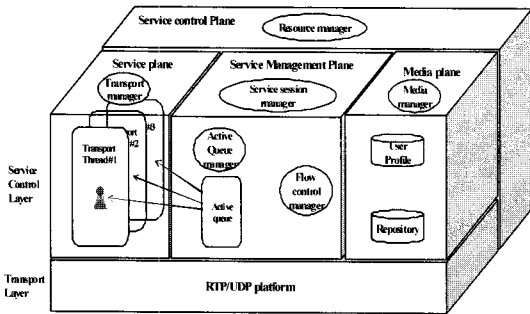 Service control Plane
Resource manager
Service plane
Service Management Plane
Media plane
Transport
manager
Service session
manager
Media
manager
#3
port
#2
Transport
Thread#1
Active
Queue
manager
User
Profile
Service
Control
Layer
Flow
control
manager
Active
queue
Repository
Transport
Layer
RTP/UDP platform